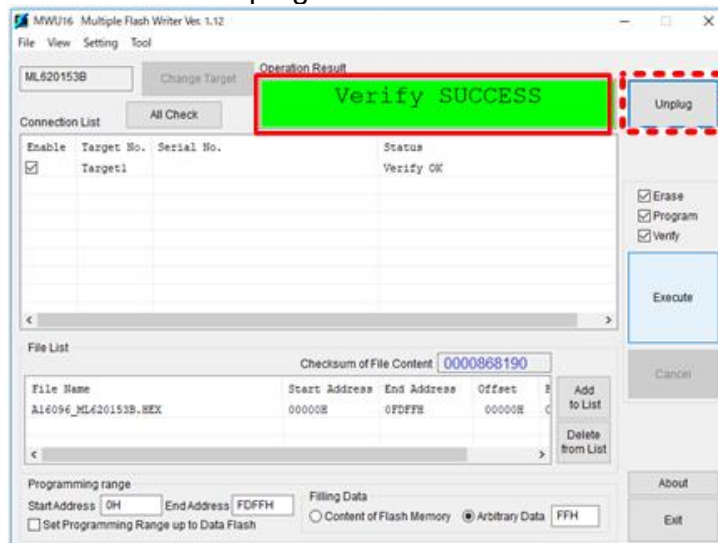 MWU16 Multiple Flash Writer Ver. 1.12
File View Setting Tool
ML620153B
Change Target
Operation Result
Verify SUCCESS
Unplug
Connection List
All Check
Enable Target No. Serial No. Status
Target1 Verify OK
Erase
Program
Verify
Execute
Cancel
File List
Checksum of File Content 0000868190
File Name Start Address End Address Offset
A16096_ML620153B.HEX 00000H 0FDFFH 00000H
Add
to List
Delete
from List
Programming range
Start Address 0H End Address FDFFH
Set Programming Range up to Data Flash
Filling Data
Content of Flash Memory Arbitrary Data FFH
About
Exit